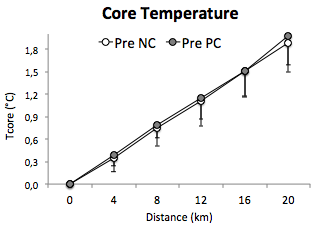 Core Temperature
Pre NC Pre PC
1,8
1,5
1,2
0,9
0,6
0,3
0,0
Tcore (°C)
0 4 8 12 16 20
Distance (km)